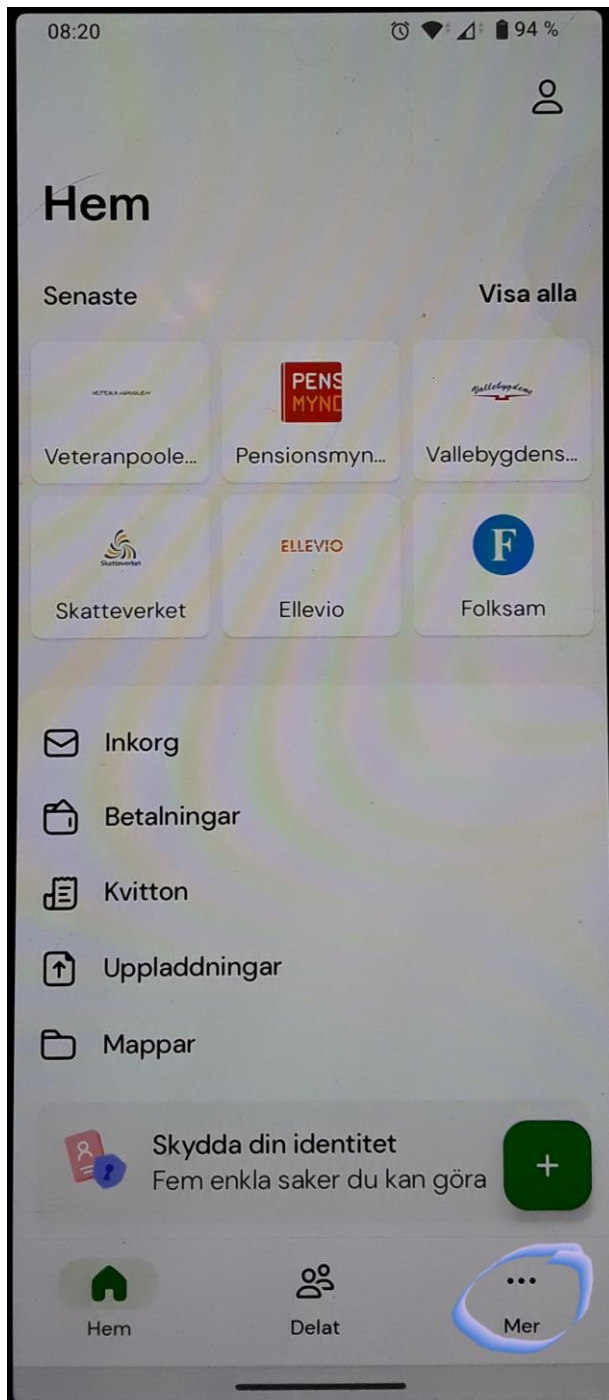 08:20 94 %
Hem
Senaste Visa alla
PENS
MYND
Vallebygdens
Veteranpoole... Pensionsmyn... Vallebygdens...
Skatteverket
ELLEVIO
F
Skatteverket Ellevio Folksam
Inkorg
Betalningar
Kvitton
Uppladdningar
Mappar
Skydda din identitet
Fem enkla saker du kan göra
+
Hem Delat Mer